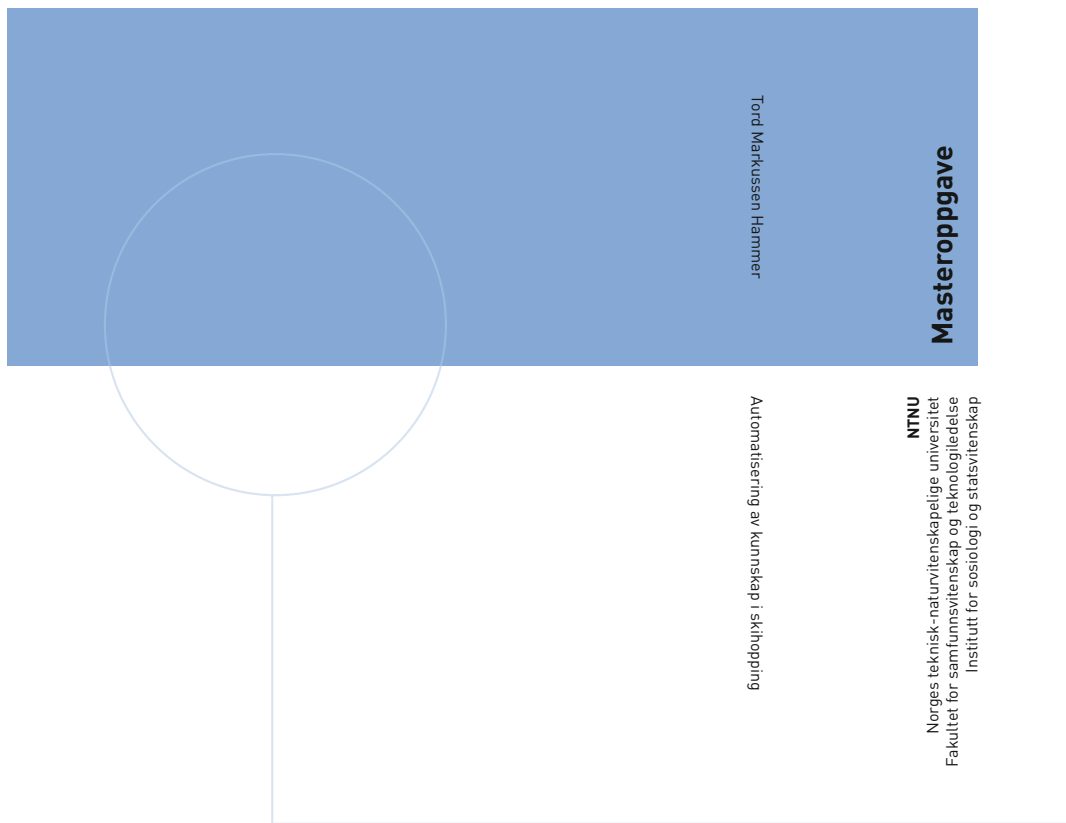 Masteroppgave
NTNU
Norges teknisk-naturvitenskapelige universitet
Fakultet for samfunnsvitenskap og teknologiledelse
Institutt for sosiologi og statsvitenskap
Tord Markussen Hammer
Automatisering av kunnskap i skihopping